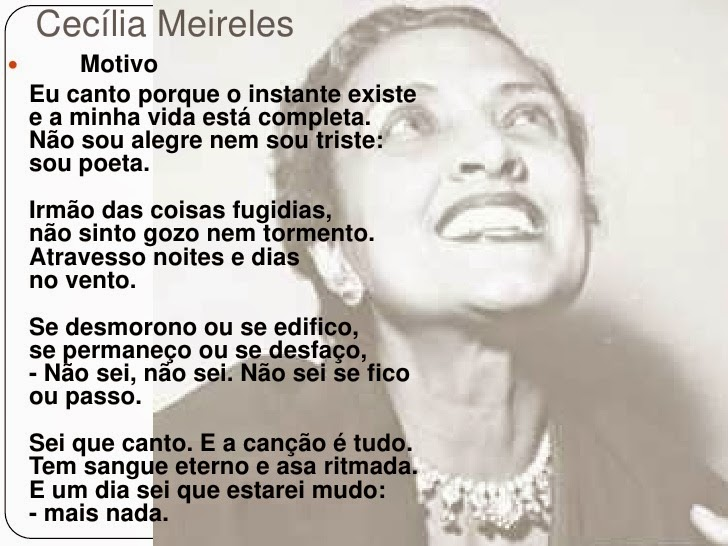 Cecília Meireles
Motivo
Eu canto porque o instante existe
e a minha vida está completa.
Não sou alegre nem sou triste:
sou poeta.
Irmão das coisas fugidias,
não sinto gozo nem tormento.
Atravesso noites e dias
no vento.
Se desmorono ou se edifico,
se permaneço ou se desfaço,
- Não sei, não sei. Não sei se fico
ou passo.
Sei que canto. E a canção é tudo.
Tem sangue eterno e asa ritmada.
E um dia sei que estarei mudo:
- mais nada.